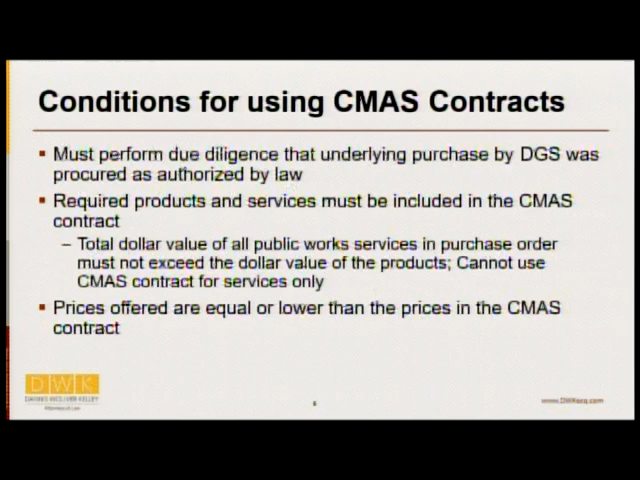 Conditions for using CMAS Contracts
▪ Must perform due diligence that underlying purchase by DGS was
procured as authorized by law
▪ Required products and services must be included in the CMAS
contract
– Total dollar value of all public works services in purchase order
must not exceed the dollar value of the products; Cannot use
CMAS contract for services only
▪ Prices offered are equal or lower than the prices in the CMAS
contract
DWK